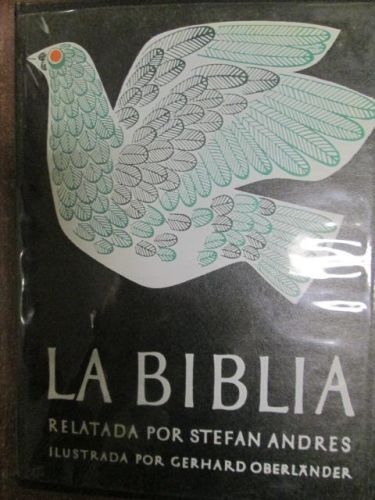 LA BIBLIA
RELATADA POR STEFAN ANDRES
ILUSTRADA POR GERHARD OBERLÄNDER